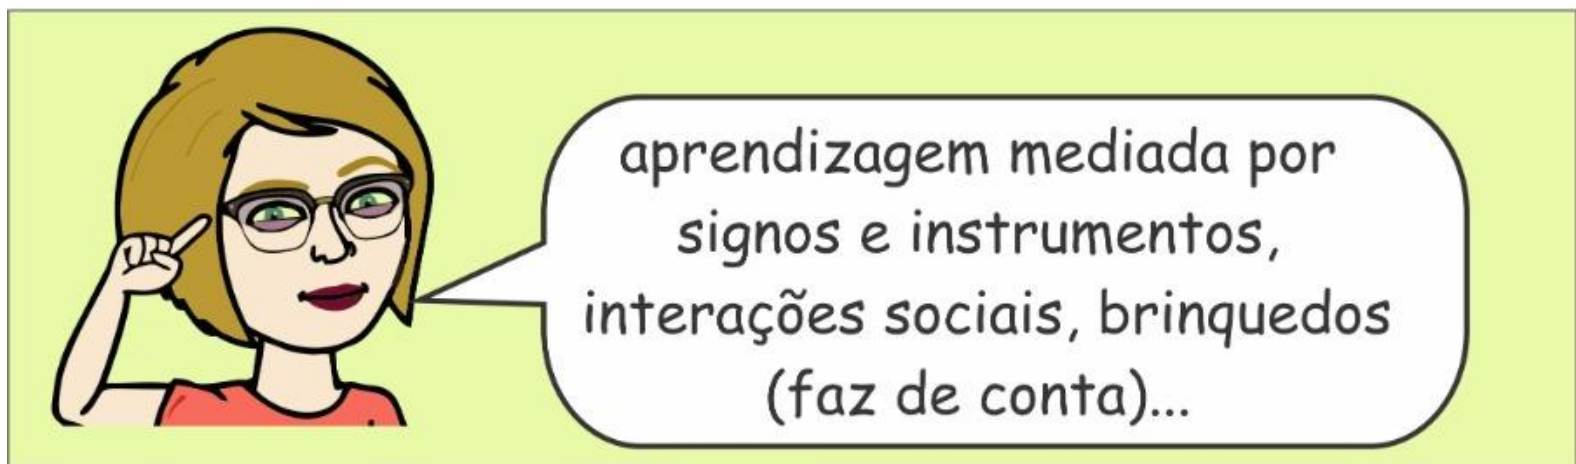 aprendizagem mediada por
signos e instrumentos,
interações sociais, brinquedos
(faz de conta)...